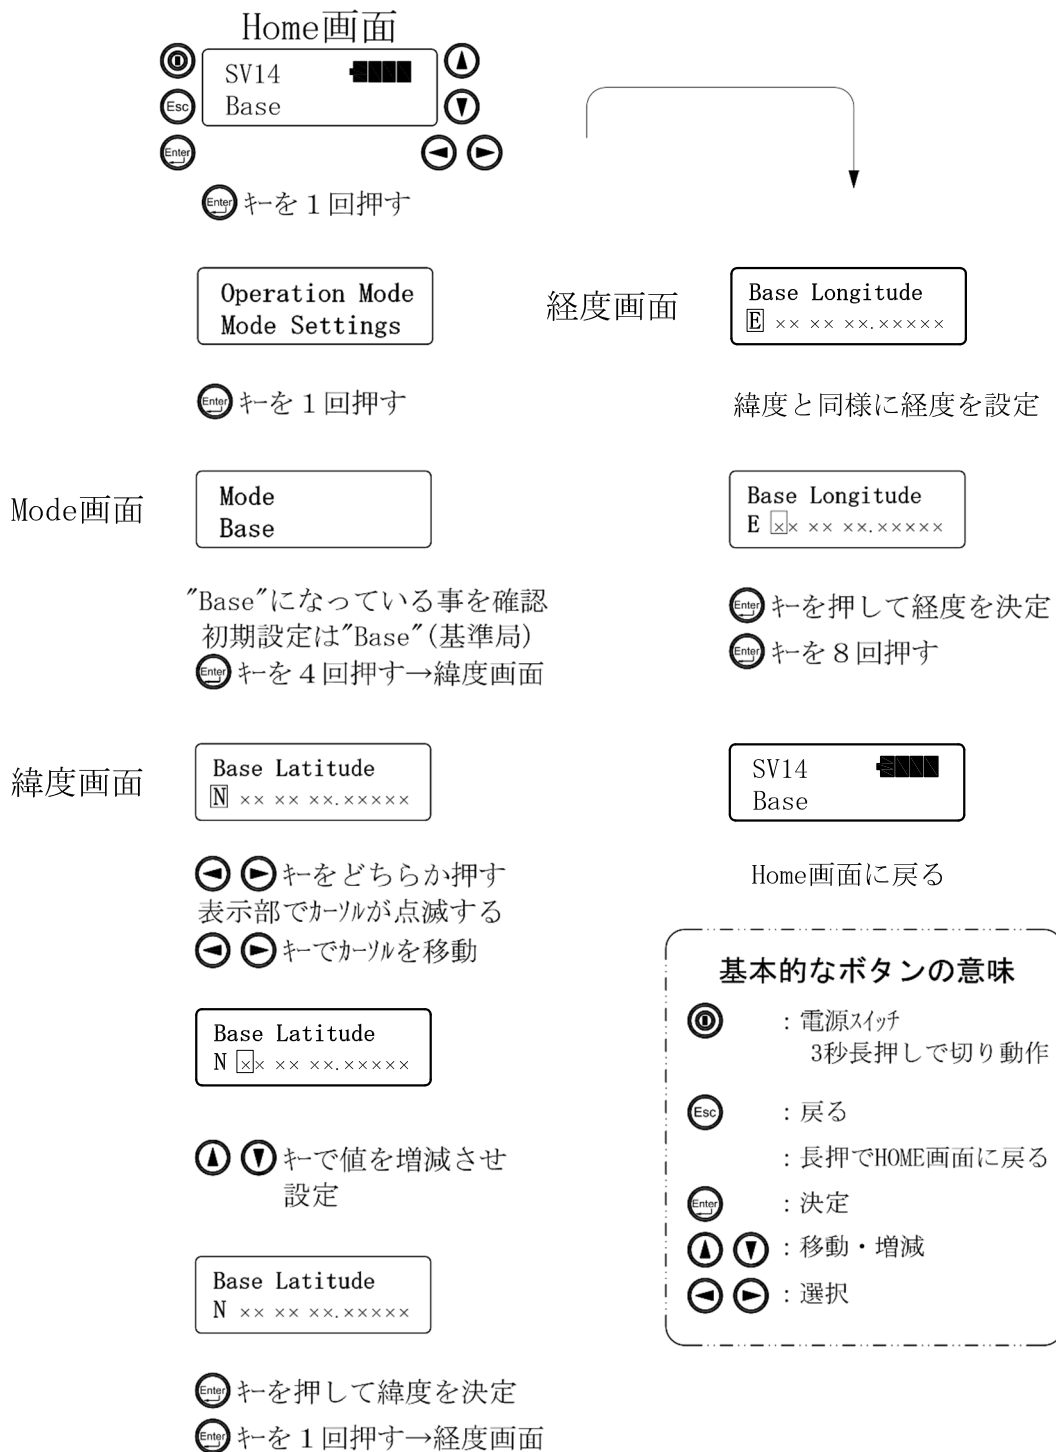 Home画面
SV14
Base
Esc
Enter
Enter ｷｰを１回押す
Operation Mode
Mode Settings
Enter ｷｰを１回押す
Mode画面
Mode
Base
"Base"になっている事を確認
初期設定は"Base"(基準局)
Enter ｷｰを４回押す→緯度画面
緯度画面
Base Latitude
N ×× ×× ××.×××××
ｷｰをどちらか押す
表示部でｶｰｿﾙが点滅する
ｷｰでｶｰｿﾙを移動
Base Latitude
N ×× ×× ××.×××××
ｷｰで値を増減させ
設定
Base Latitude
N ×× ×× ××.×××××
Enter ｷｰを押して緯度を決定
Enter ｷｰを１回押す→経度画面
経度画面
Base Longitude
E ×× ×× ××.×××××
緯度と同様に経度を設定
Base Longitude
E ×× ×× ××.×××××
Enter ｷｰを押して経度を決定
Enter ｷｰを８回押す
SV14
Base
Home画面に戻る
基本的なボタンの意味
：電源ｽｲｯﾁ
3秒長押しで切り動作
Esc ：戻る
：長押でHOME画面に戻る
Enter ：決定
：移動・増減
：選択